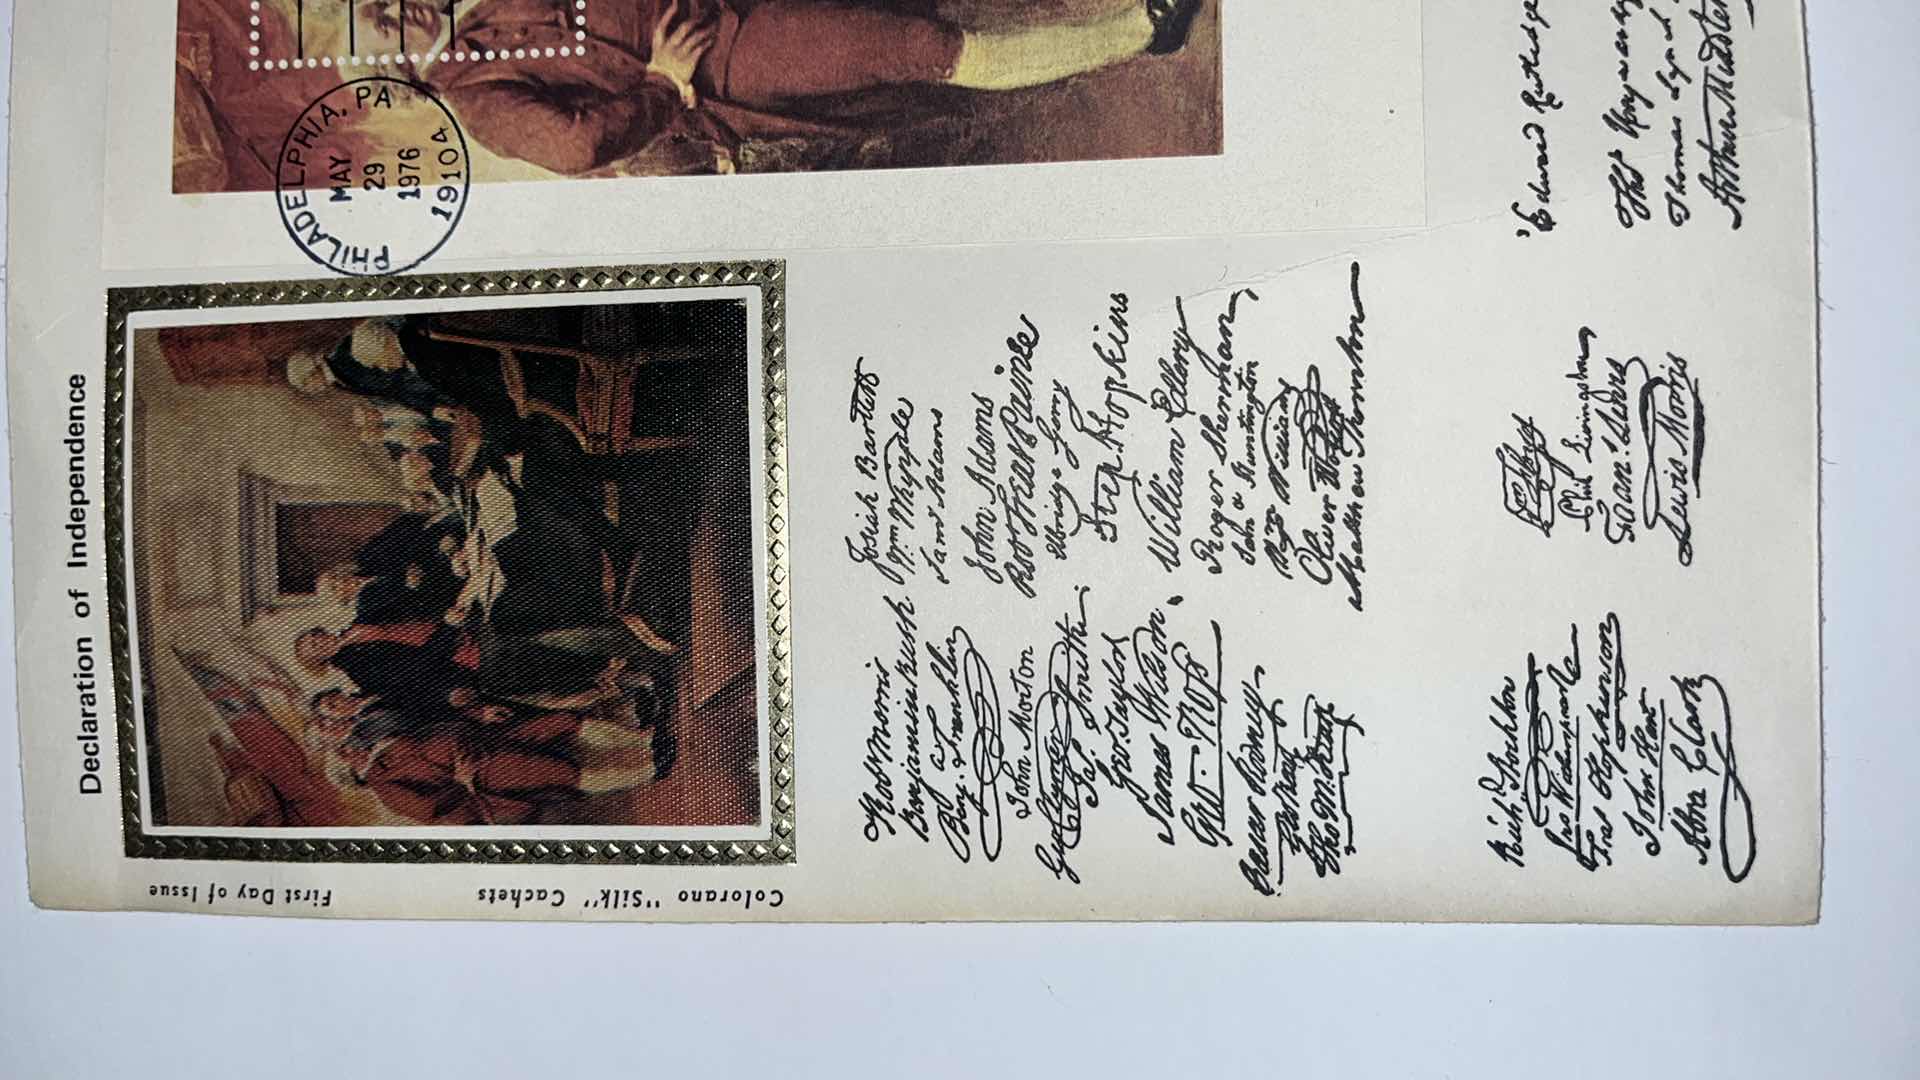 Declaration of Independence
First Day of Issue
Colorano "Silk" Cachets
PHILADELPHIA, PA
MAY
29
1976
19104
Robt Morris
Benjamin Rush
Benj. Franklin
John Morton
Geo Clymer
Jas. Smith
Geo. Taylor
James Wilson
Geo. Ross
Caesar Rodney
Geo Read
Tho M:Kean
Josiah Bartlett
Wm Whipple
Saml Adams
John Adams
Robt Treat Paine
Elbridge Gerry
Step. Hopkins
William Ellery
Roger Sherman
Saml Huntington
Wm Williams
Oliver Wolcott
Matthew Thornton
Richd Stockton
Jno Witherspoon
Fras Hopkinson
John Hart
Abra Clark
Wm Floyd
Phil. Livingston
Fran.s Lewis
Lewis Morris
Edward Rutledge
Thos Heyward
Thomas Lynch
Arthur Middleton